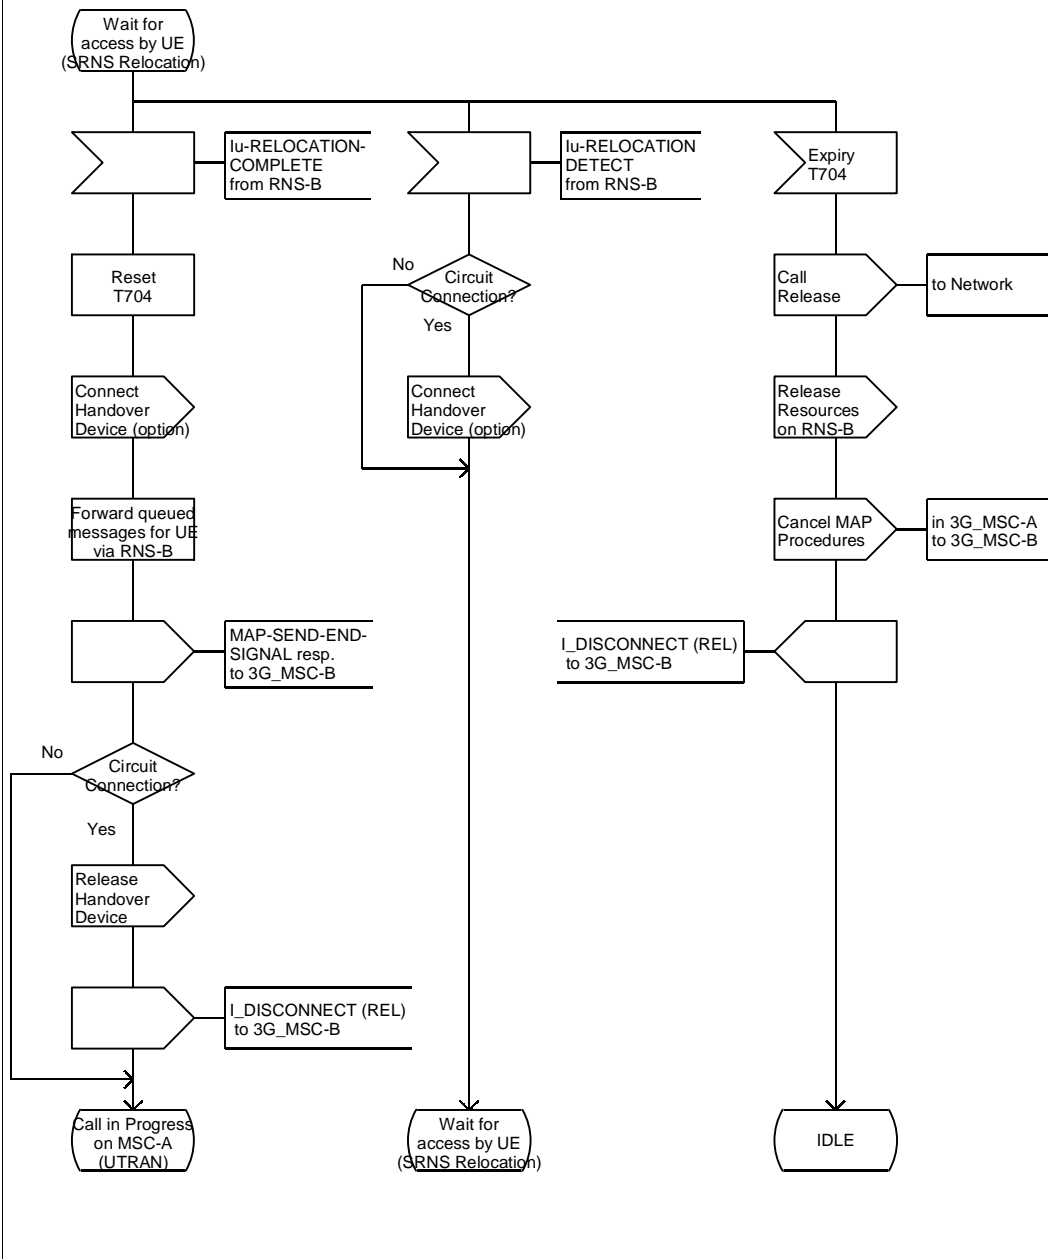 Wait for
access by UE
(SRNS Relocation)
Iu-RELOCATION-
COMPLETE
from RNS-B
Iu-RELOCATION
DETECT
from RNS-B
Expiry
T704
Reset
T704
No
Circuit
Connection?
Yes
Call
Release
to Network
Connect
Handover
Device (option)
Connect
Handover
Device (option)
Release
Resources
on RNS-B
Forward queued
messages for UE
via RNS-B
Cancel MAP
Procedures
in 3G_MSC-A
to 3G_MSC-B
MAP-SEND-END-
SIGNAL resp.
to 3G_MSC-B
I_DISCONNECT (REL)
to 3G_MSC-B
No
Circuit
Connection?
Yes
Release
Handover
Device
I_DISCONNECT (REL)
to 3G_MSC-B
Call in Progress
on MSC-A
(UTRAN)
Wait for
access by UE
(SRNS Relocation)
IDLE